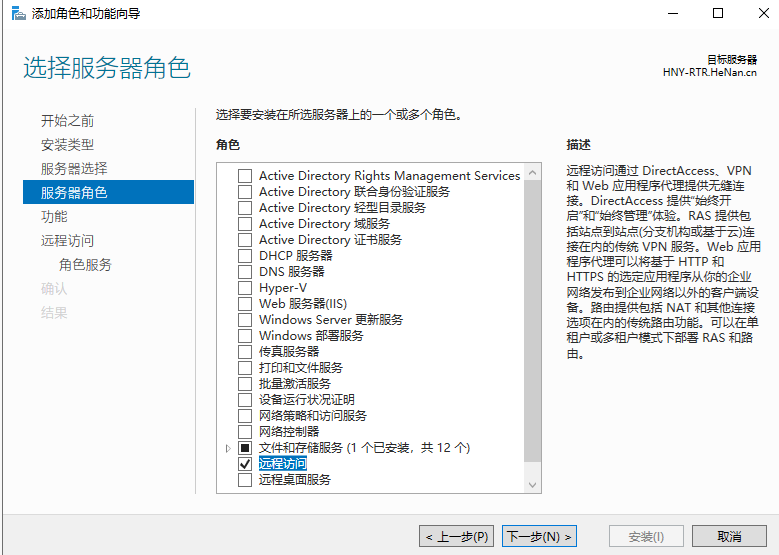 添加角色和功能向导
选择服务器角色
目标服务器
HNY-RTR.HeNan.cn
开始之前
安装类型
服务器选择
服务器角色
功能
远程访问
角色服务
确认
结果
选择要安装在所选服务器上的一个或多个角色。
角色
Active Directory Rights Management Services
Active Directory 联合身份验证服务
Active Directory 轻型目录服务
Active Directory 域服务
Active Directory 证书服务
DHCP 服务器
DNS 服务器
Hyper-V
Web 服务器(IIS)
Windows Server 更新服务
Windows 部署服务
传真服务器
打印和文件服务
批量激活服务
设备运行状况证明
网络策略和访问服务
网络控制器
文件和存储服务 (1 个已安装，共 12 个)
远程访问
远程桌面服务
描述
远程访问通过 DirectAccess、VPN
和 Web 应用程序代理提供无缝连
接。DirectAccess 提供“始终开
启”和“始终管理”体验。RAS 提供包
括站点到站点(分支机构或基于云)连
接在内的传统 VPN 服务。Web 应用
程序代理可以将基于 HTTP 和
HTTPS 的选定应用程序从你的企业
网络发布到企业网络以外的客户端设
备。路由提供包括 NAT 和其他连接
选项在内的传统路由功能。可以在单
租户或多租户模式下部署 RAS 和路
由。
< 上一步(P)
下一步(N) >
安装(I)
取消